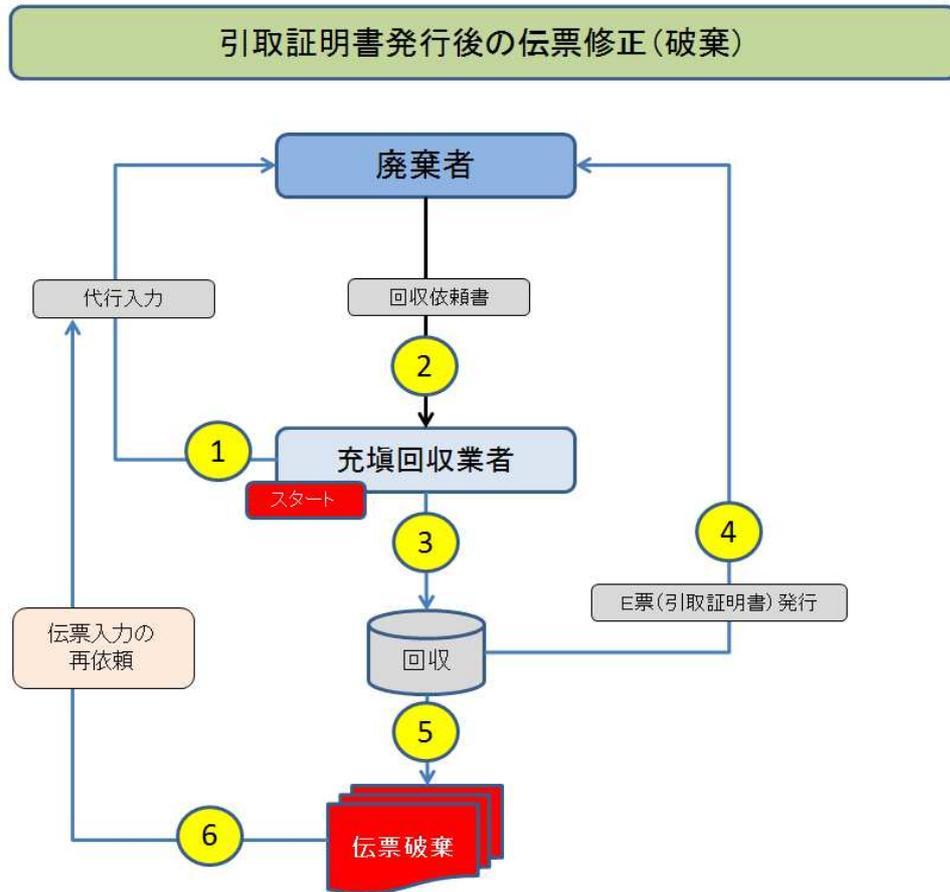 引取証明書発行後の伝票修正(破棄)
廃棄者
代行入力
回収依頼書
2
1
充塡回収業者
スタート
3
4
E票(引取証明書)発行
伝票入力の
再依頼
回収
5
6
伝票破棄